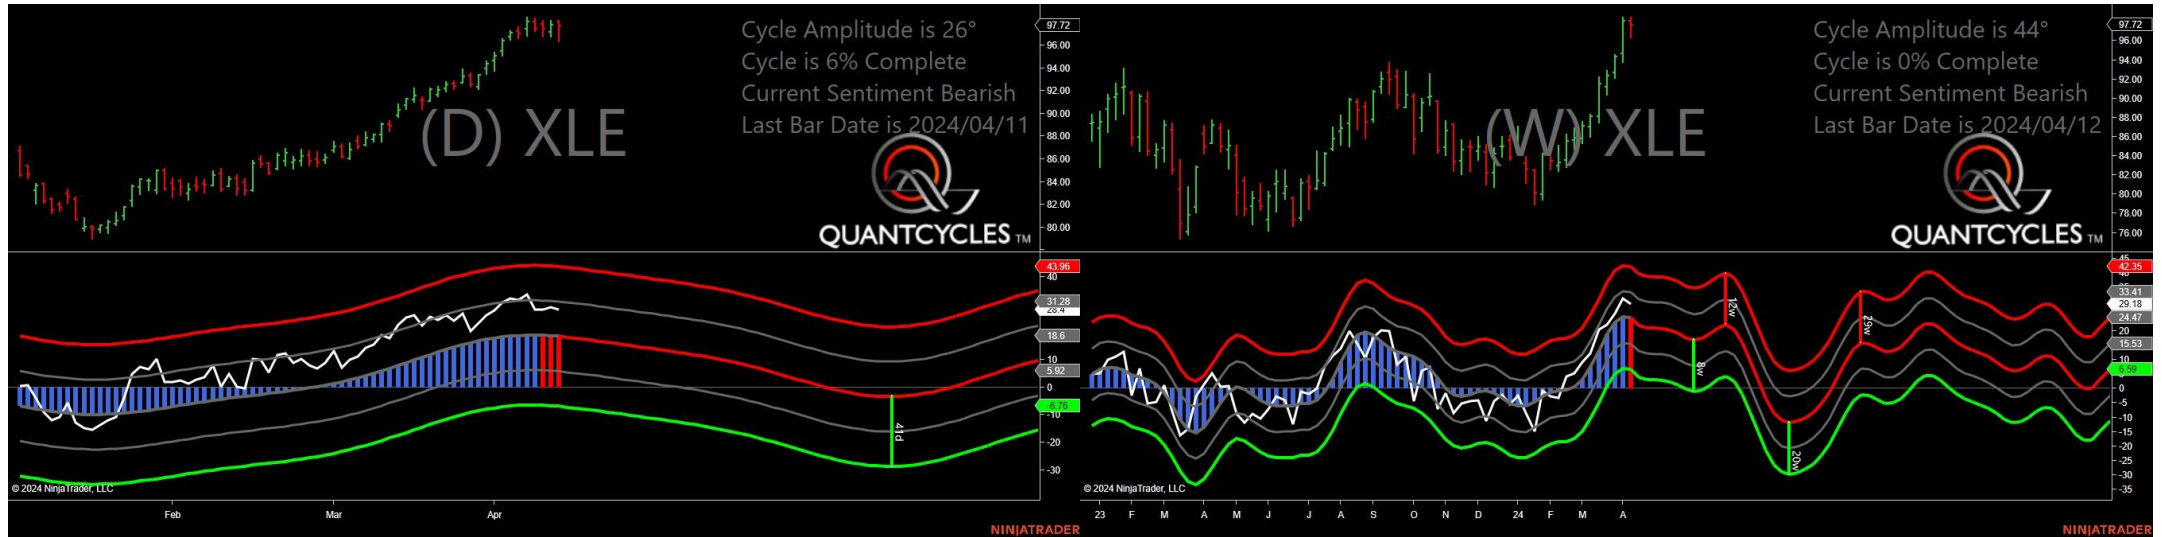 Cycle Amplitude is 26°
Cycle is 6% Complete
Current Sentiment Bearish
Last Bar Date is 2024/04/11
(D) XLE
QUANTCYCLES TM
97.72
96.00
94.00
92.00
90.00
88.00
86.00
84.00
82.00
80.00
43.96
40
31.28
28.4
18.6
10
5.92
0
-6.76
-10
-20
-30
41d
© 2024 NinjaTrader, LLC
Feb
Mar
Apr
NINJATRADER
Cycle Amplitude is 44°
Cycle is 0% Complete
Current Sentiment Bearish
Last Bar Date is 2024/04/12
(W) XLE
QUANTCYCLES TM
97.72
96.00
94.00
92.00
90.00
88.00
86.00
84.00
82.00
80.00
78.00
76.00
45
42.35
33.41
29.18
24.47
20
15.53
10
6.59
0
-5
-10
-15
-20
-25
-30
-35
8w
12w
20w
29w
© 2024 NinjaTrader, LLC
23 F M A M J J A S O N D 24 F M A
NINJATRADER